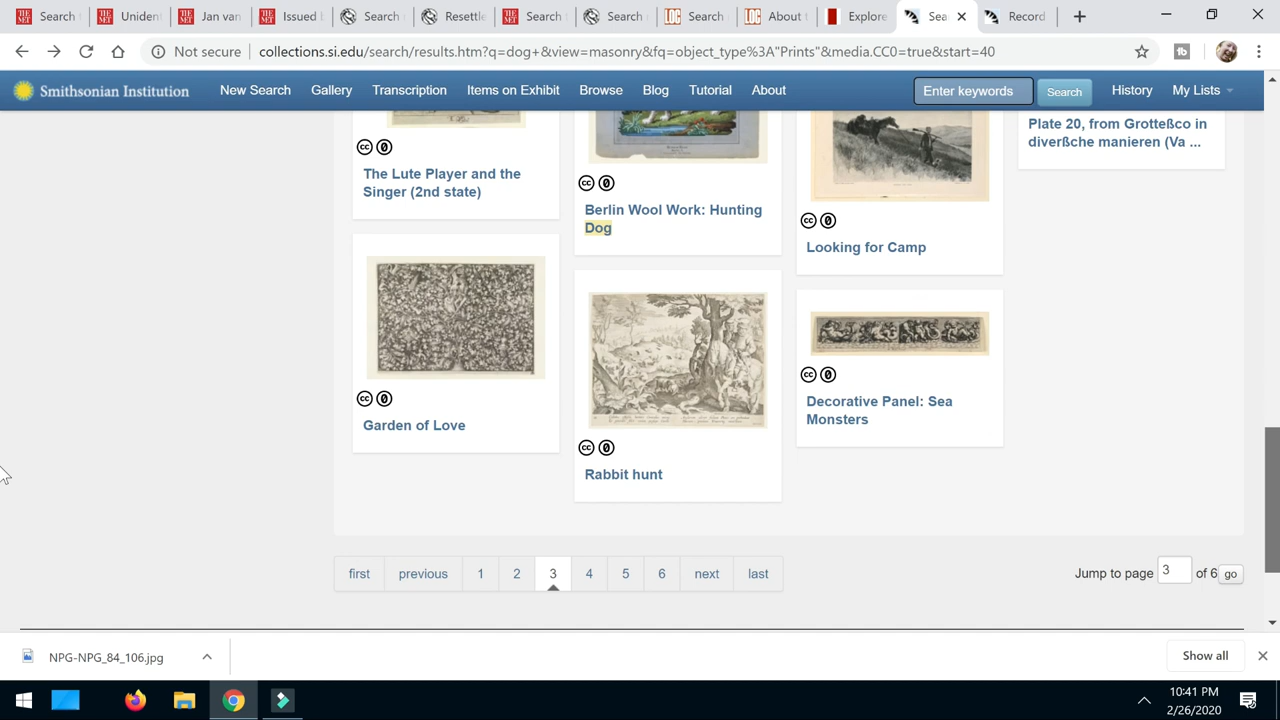 Search
Uniden
Jan van
Issued
Search
Resettle
Search
Search
Search
About t
Explore
Sea
Record
Not secure
collections.si.edu/search/results.htm?q=dog+&view=masonry&fq=object_type%3A"Prints"&media.CC0=true&start=40
Smithsonian Institution
New Search
Gallery
Transcription
Items on Exhibit
Browse
Blog
Tutorial
About
Enter keywords
Search
History
My Lists
The Lute Player and the
Singer (2nd state)
Berlin Wool Work: Hunting
Dog
Looking for Camp
Plate 20, from Grotteßco in
diverßche manieren (Va ...
Garden of Love
Rabbit hunt
Decorative Panel: Sea
Monsters
first previous 1 2 3 4 5 6 next last
Jump to page 3 of 6 go
NPG-NPG_84_106.jpg
Show all
10:41 PM
2/26/2020